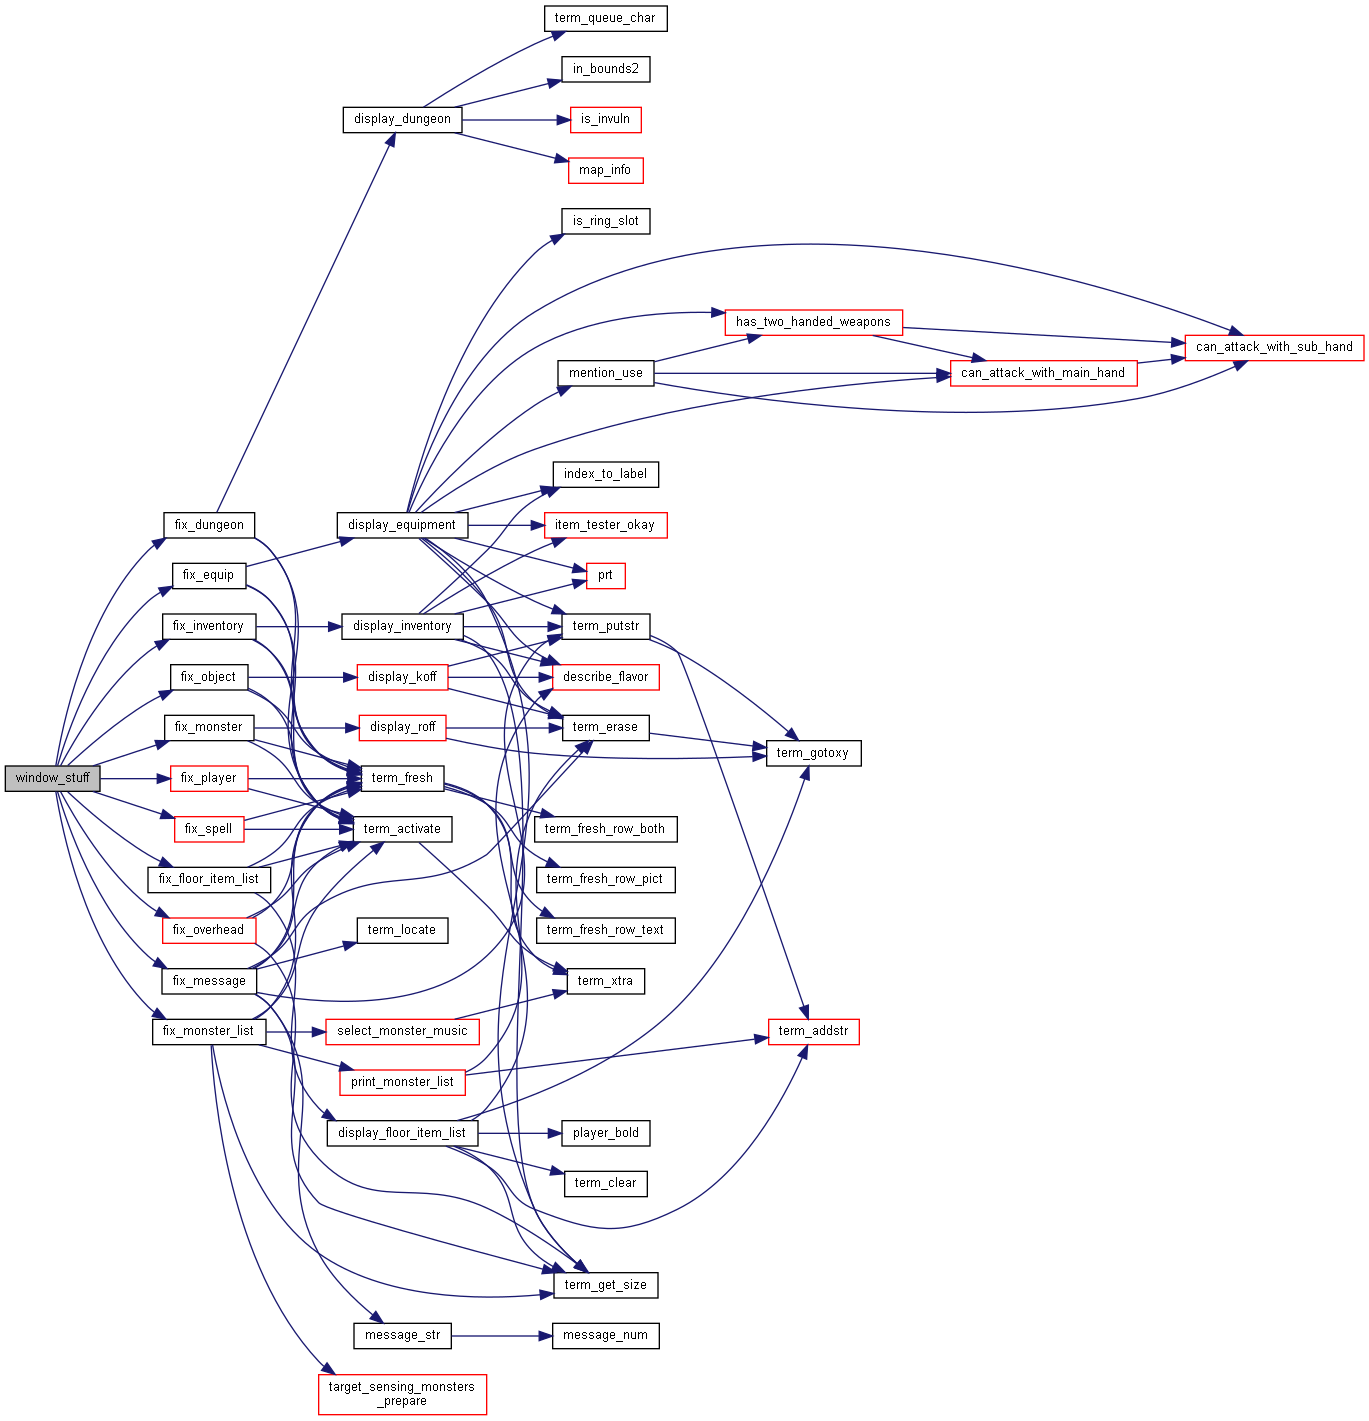 term_queue_char
in_bounds2
display_dungeon
is_invuln
map_info
is_ring_slot
has_two_handed_weapons
can_attack_with_sub_hand
mention_use
can_attack_with_main_hand
index_to_label
fix_dungeon
display_equipment
item_tester_okay
fix_equip
prt
fix_inventory
display_inventory
term_putstr
fix_object
display_koff
describe_flavor
fix_monster
display_roff
term_erase
term_gotoxy
window_stuff
fix_player
term_fresh
fix_spell
term_activate
term_fresh_row_both
fix_floor_item_list
term_fresh_row_pict
fix_overhead
term_locate
term_fresh_row_text
fix_message
term_xtra
fix_monster_list
select_monster_music
term_addstr
print_monster_list
display_floor_item_list
player_bold
term_clear
term_get_size
message_str
message_num
target_sensing_monsters
_prepare